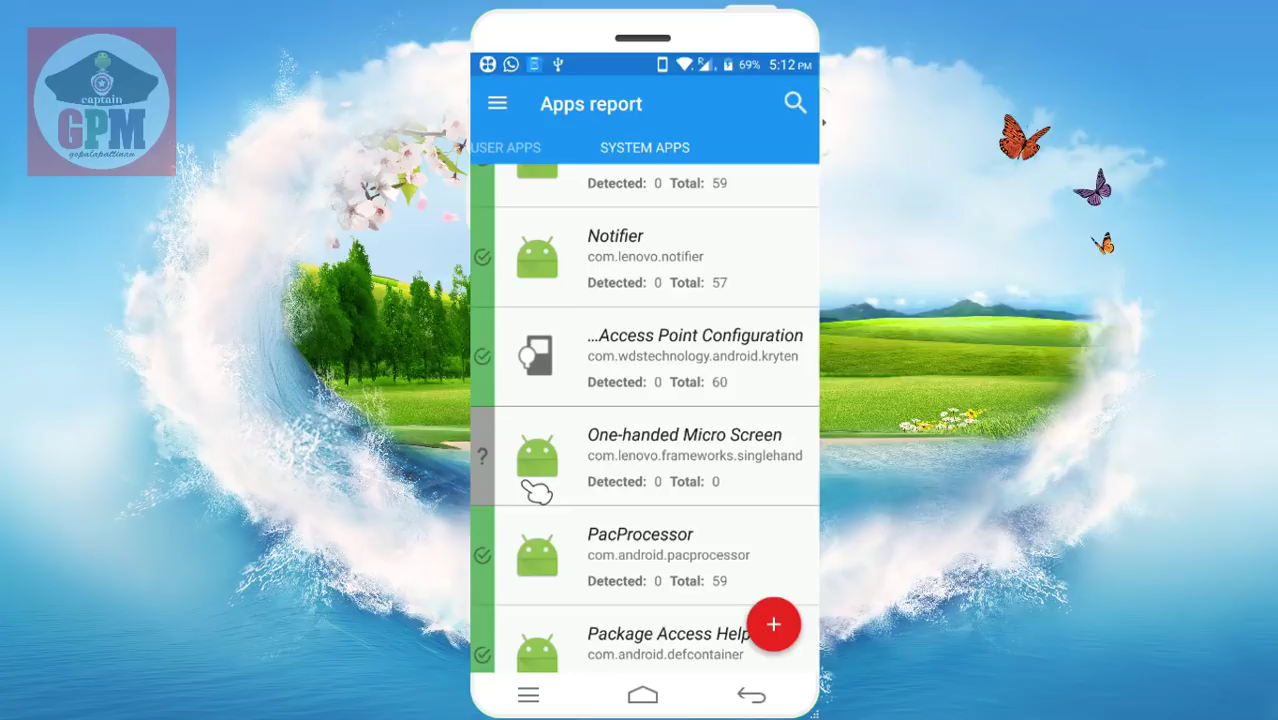 captain
GPM
gopalapattinam
69% 5:12 PM
Apps report
USER APPS SYSTEM APPS
Detected: 0 Total: 59
Notifier
com.lenovo.notifier
Detected: 0 Total: 57
...Access Point Configuration
com.wdstechnology.android.kryten
Detected: 0 Total: 60
?
One-handed Micro Screen
com.lenovo.frameworks.singlehand
Detected: 0 Total: 0
PacProcessor
com.android.pacprocessor
Detected: 0 Total: 59
+
Package Access Help
com.android.defcontainer